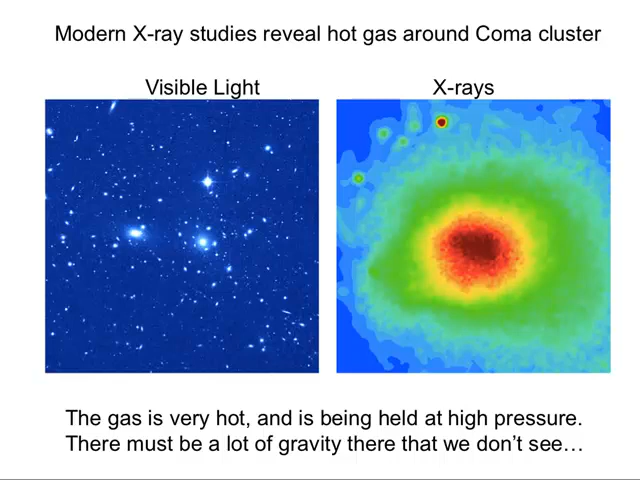 Modern X-ray studies reveal hot gas around Coma cluster
Visible Light
X-rays
The gas is very hot, and is being held at high pressure.
There must be a lot of gravity there that we don’t see…